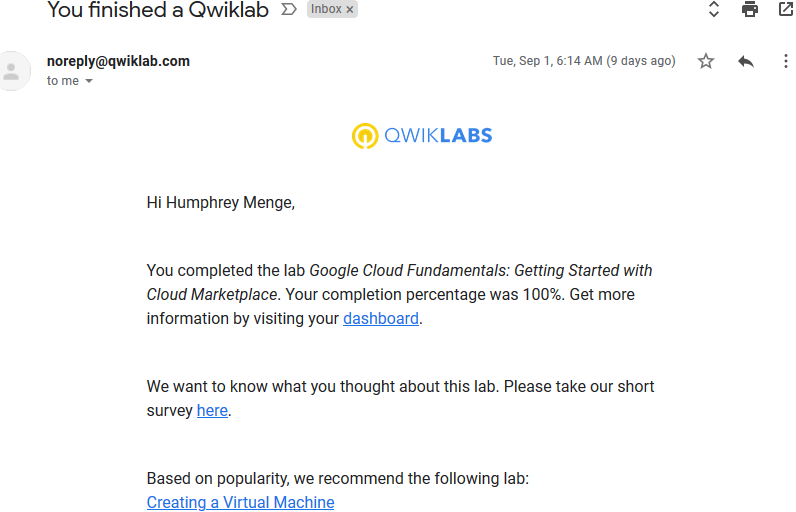 You finished a Qwiklab Inbox ×
noreply@qwiklab.com Tue, Sep 1, 6:14 AM (9 days ago)
to me
QWIKLABS
Hi Humphrey Menge,
You completed the lab Google Cloud Fundamentals: Getting Started with
Cloud Marketplace. Your completion percentage was 100%. Get more
information by visiting your dashboard.
We want to know what you thought about this lab. Please take our short
survey here.
Based on popularity, we recommend the following lab:
Creating a Virtual Machine